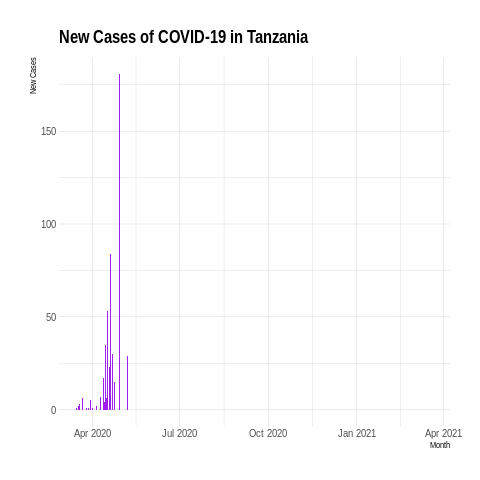 New Cases of COVID-19 in Tanzania
New Cases
150
100
50
0
Apr 2020 Jul 2020 Oct 2020 Jan 2021 Apr 2021
Month